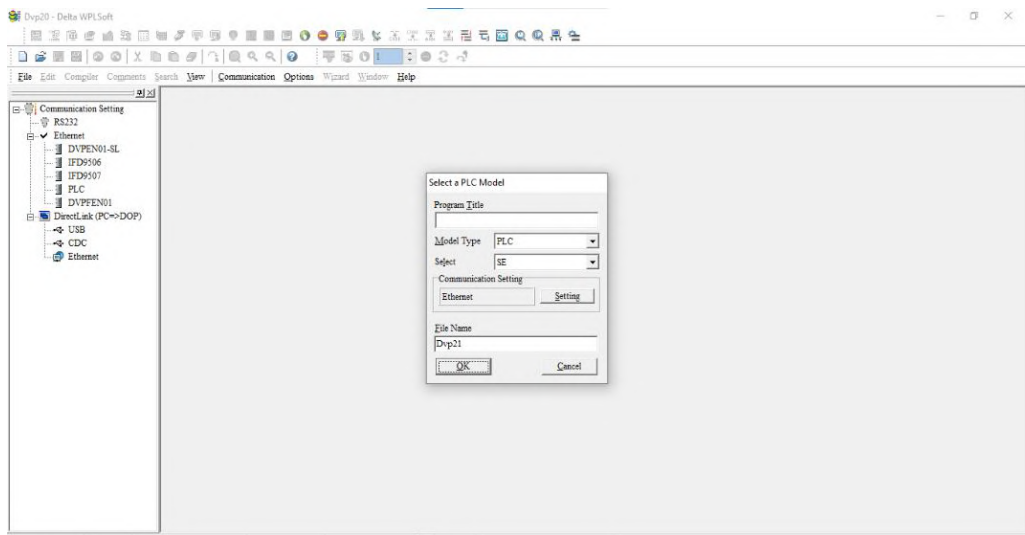 Dvp20 - Delta WPLSoft
1
File Edit Compiler Comments Search View Communication Options Wizard Window Help
Communication Setting
RS232
Ethernet
DVPEN01-SL
IFD9506
IFD9507
PLC
DVPFEN01
DirectLink (PC=>DOP)
USB
CDC
Ethernet
Select a PLC Model
Program Title
Model Type PLC
Select SE
Communication Setting
Ethernet Setting
File Name
Dvp21
OK Cancel